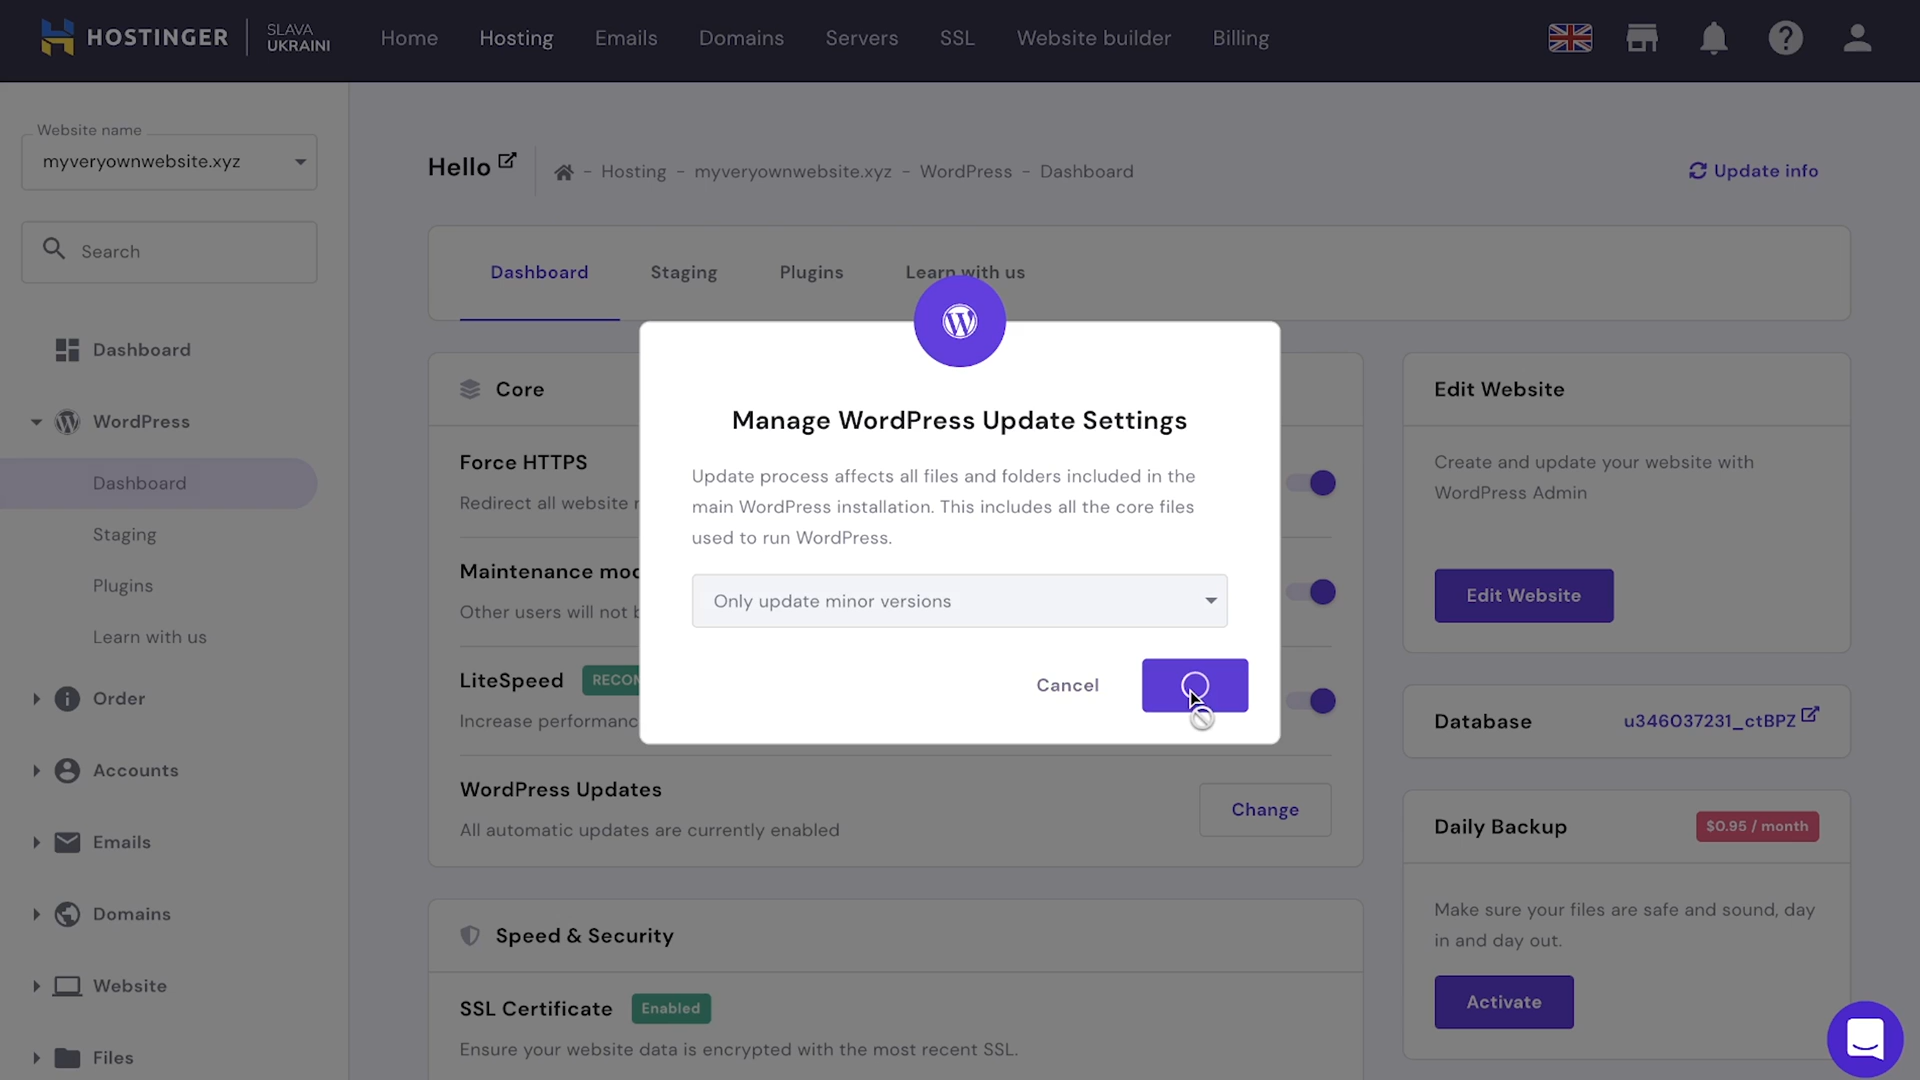 HOSTINGER
SLAVA
UKRAINI
Home
Hosting
Emails
Domains
Servers
SSL
Website builder
Billing
Website name
myveryownwebsite.xyz
Search
Dashboard
WordPress
Dashboard
Staging
Plugins
Learn with us
Order
Accounts
Emails
Domains
Website
Files
Hello
- Hosting - myveryownwebsite.xyz - WordPress - Dashboard
Update info
Dashboard
Staging
Plugins
Learn with us
Core
Force HTTPS
Redirect all website
Maintenance
Other users will not
LiteSpeed
Increase
WordPress Updates
All automatic updates are currently enabled
Change
Speed & Security
SSL Certificate
Enabled
Ensure your website data is encrypted with the most recent SSL.
Manage WordPress Update Settings
Update process affects all files and folders included in the
main WordPress installation. This includes all the core files
used to run WordPress.
Only update minor versions
Cancel
Edit Website
Create and update your website with
WordPress Admin
Edit Website
Database
u346037231_ctBPZ
Daily Backup
$0.95 / month
Make sure your files are safe and sound, day
in and day out.
Activate